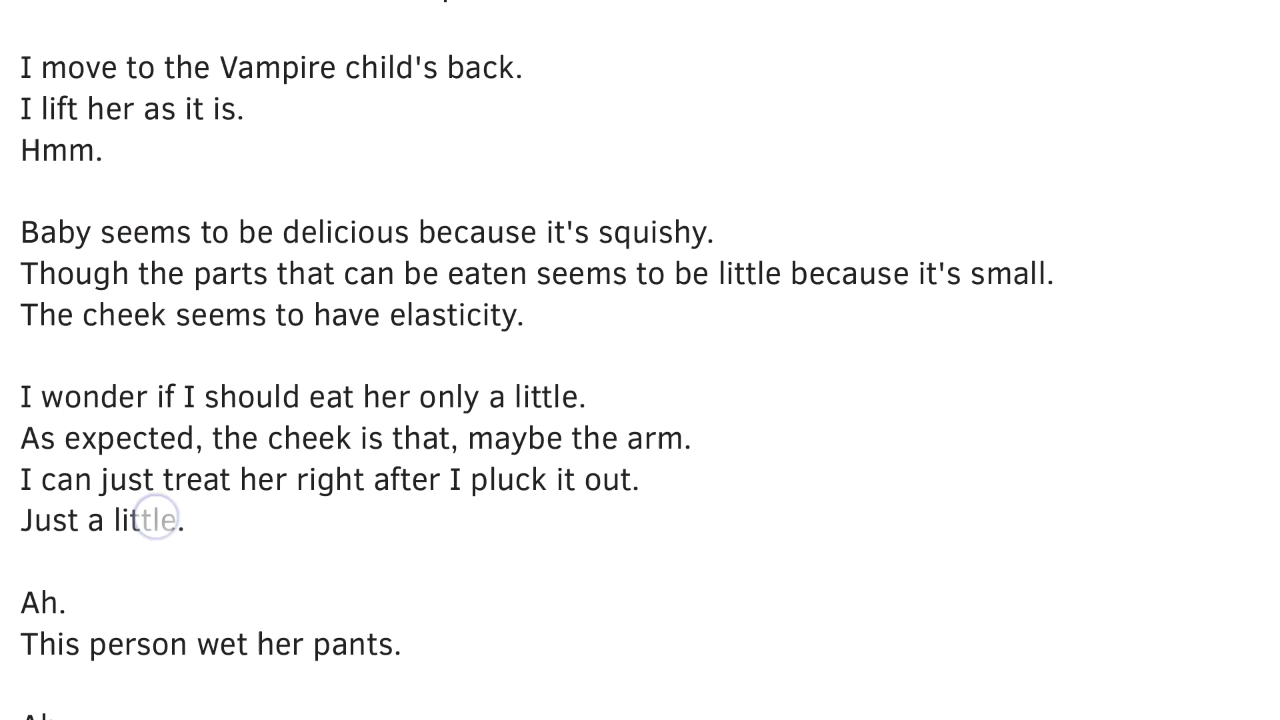 I move to the Vampire child's back.
I lift her as it is.
Hmm.
Baby seems to be delicious because it's squishy.
Though the parts that can be eaten seems to be little because it's small.
The cheek seems to have elasticity.
I wonder if I should eat her only a little.
As expected, the cheek is that, maybe the arm.
I can just treat her right after I pluck it out.
Just a little.
Ah.
This person wet her pants.